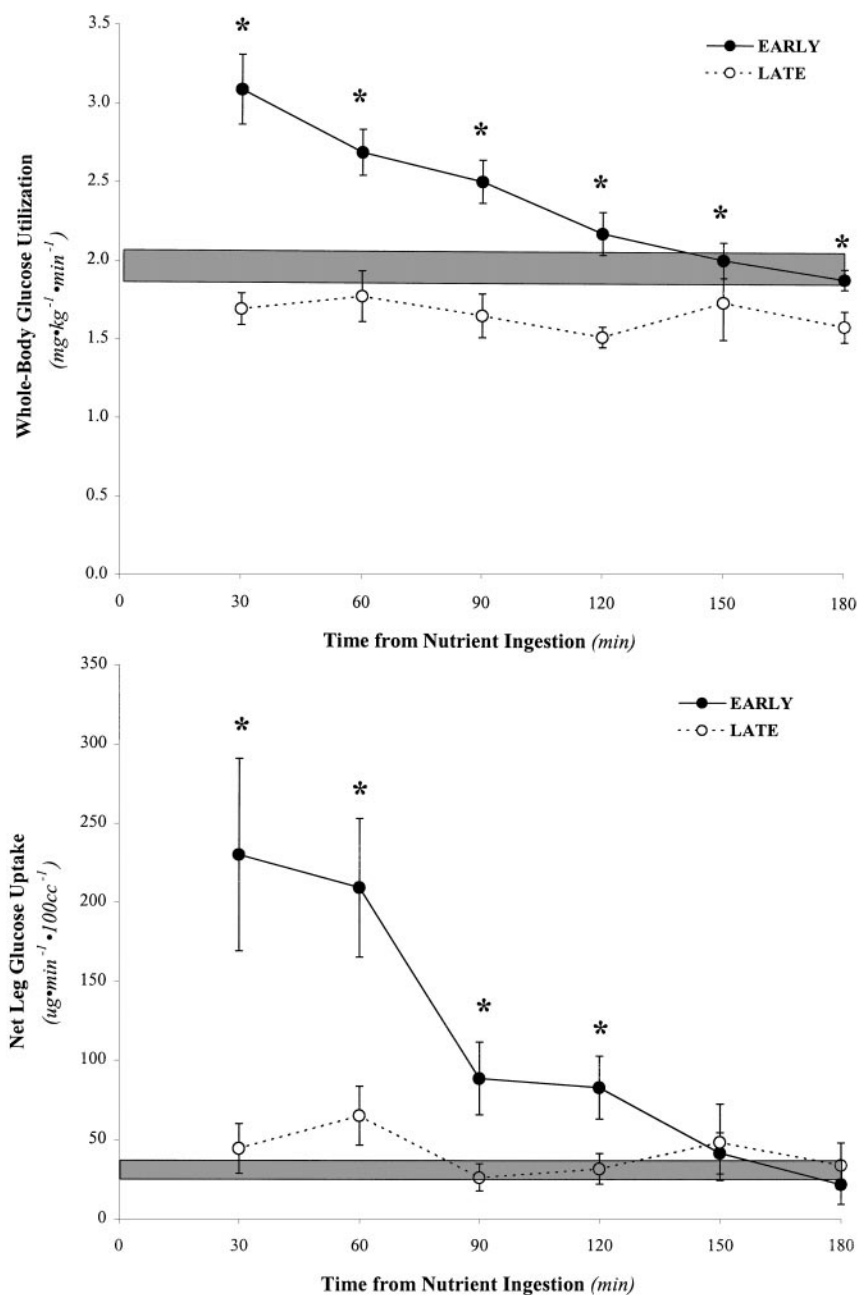 3.5
3.0
2.5
2.0
1.5
1.0
0.5
0.0
Whole-Body Glucose Utilization
(mg•kg⁻¹•min⁻¹)
EARLY
LATE
*
*
*
*
*
*
0 30 60 90 120 150 180
Time from Nutrient Ingestion (min)
350
300
250
200
150
100
50
0
Net Leg Glucose Uptake
(ug•min⁻¹•100cc⁻¹)
EARLY
LATE
*
*
*
*
0 30 60 90 120 150 180
Time from Nutrient Ingestion (min)